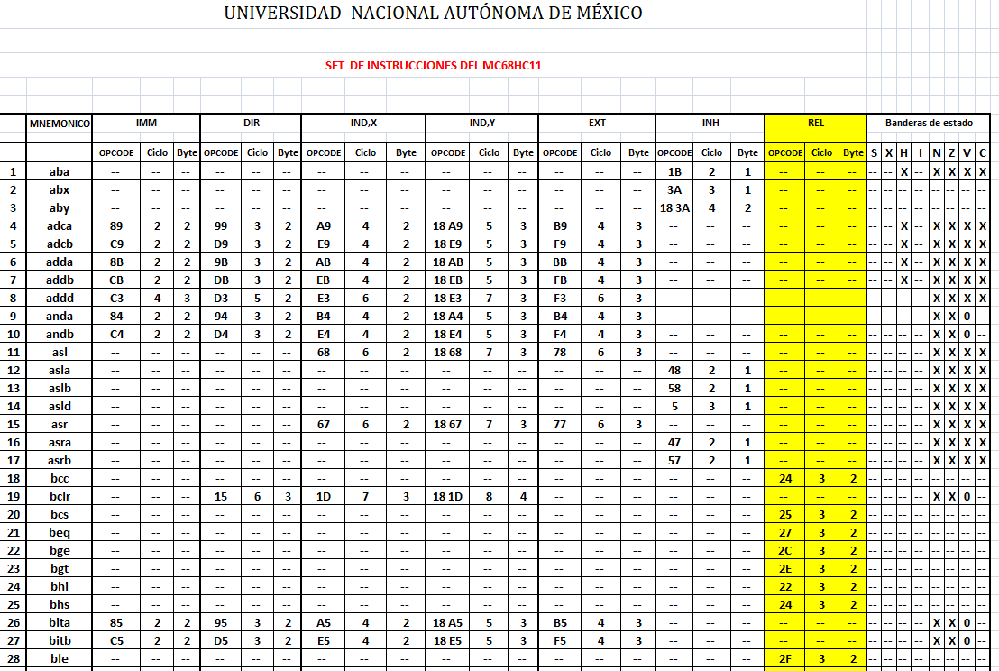 UNIVERSIDAD NACIONAL AUTÓNOMA DE MÉXICO
SET DE INSTRUCCIONES DEL MC68HC11
MNEMONICO IMM DIR IND,X IND,Y EXT INH REL Banderas de estado
OPCODE Ciclo Byte OPCODE Ciclo Byte OPCODE Ciclo Byte OPCODE Ciclo Byte OPCODE Ciclo Byte OPCODE Ciclo Byte OPCODE Ciclo Byte S X H I N Z V C
1 aba -- -- -- -- -- -- -- -- -- -- -- -- -- -- -- 1B 2 1 -- -- -- -- -- X -- X X X X
2 abx -- -- -- -- -- -- -- -- -- -- -- -- -- -- -- 3A 3 1 -- -- -- -- -- -- -- -- -- -- --
3 aby -- -- -- -- -- -- -- -- -- -- -- -- -- -- -- 18 3A 4 2 -- -- -- -- -- -- -- -- -- -- --
4 adca 89 2 2 99 3 2 A9 4 2 18 A9 5 3 B9 4 3 -- -- -- -- -- -- -- -- X -- X X X X
5 adcb C9 2 2 D9 3 2 E9 4 2 18 E9 5 3 F9 4 3 -- -- -- -- -- -- -- -- X -- X X X X
6 adda 8B 2 2 9B 3 2 AB 4 2 18 AB 5 3 BB 4 3 -- -- -- -- -- -- -- -- X -- X X X X
7 addb CB 2 2 DB 3 2 EB 4 2 18 EB 5 3 FB 4 3 -- -- -- -- -- -- -- -- X -- X X X X
8 addd C3 4 3 D3 5 2 E3 6 2 18 E3 7 3 F3 6 3 -- -- -- -- -- -- -- -- -- -- X X X X
9 anda 84 2 2 94 3 2 B4 4 2 18 A4 5 3 B4 4 3 -- -- -- -- -- -- -- -- -- -- X X 0 --
10 andb C4 2 2 D4 3 2 E4 4 2 18 E4 5 3 F4 4 3 -- -- -- -- -- -- -- -- -- -- X X 0 --
11 asl -- -- -- -- -- -- 68 6 2 18 68 7 3 78 6 3 -- -- -- -- -- -- -- -- -- -- X X X X
12 asla -- -- -- -- -- -- -- -- -- -- -- -- -- -- -- 48 2 1 -- -- -- -- -- -- -- X X X X
13 aslb -- -- -- -- -- -- -- -- -- -- -- -- -- -- -- 58 2 1 -- -- -- -- -- -- -- X X X X
14 asld -- -- -- -- -- -- -- -- -- -- -- -- -- -- -- 5 3 1 -- -- -- -- -- -- -- X X X X
15 asr -- -- -- -- -- -- 67 6 2 18 67 7 3 77 6 3 -- -- -- -- -- -- -- -- -- -- X X X X
16 asra -- -- -- -- -- -- -- -- -- -- -- -- -- -- -- 47 2 1 -- -- -- -- -- -- -- X X X X
17 asrb -- -- -- -- -- -- -- -- -- -- -- -- -- -- -- 57 2 1 -- -- -- -- -- -- -- X X X X
18 bcc -- -- -- -- -- -- -- -- -- -- -- -- -- -- -- -- -- -- 24 3 2 -- -- -- -- -- -- -- --
19 bclr -- -- -- 15 6 3 1D 7 3 18 1D 8 4 -- -- -- -- -- -- -- -- -- -- -- -- -- X X 0 --
20 bcs -- -- -- -- -- -- -- -- -- -- -- -- -- -- -- -- -- -- 25 3 2 -- -- -- -- -- -- -- --
21 beq -- -- -- -- -- -- -- -- -- -- -- -- -- -- -- -- -- -- 27 3 2 -- -- -- -- -- -- -- --
22 bge -- -- -- -- -- -- -- -- -- -- -- -- -- -- -- -- -- -- 2C 3 2 -- -- -- -- -- -- -- --
23 bgt -- -- -- -- -- -- -- -- -- -- -- -- -- -- -- -- -- -- 2E 3 2 -- -- -- -- -- -- -- --
24 bhi -- -- -- -- -- -- -- -- -- -- -- -- -- -- -- -- -- -- 22 3 2 -- -- -- -- -- -- -- --
25 bhs -- -- -- -- -- -- -- -- -- -- -- -- -- -- -- -- -- -- 24 3 2 -- -- -- -- -- -- -- --
26 bita 85 2 2 95 3 2 A5 4 2 18 A5 5 3 B5 4 3 -- -- -- -- -- -- -- -- -- -- X X 0 --
27 bitb C5 2 2 D5 3 2 E5 4 2 18 E5 5 3 F5 4 3 -- -- -- -- -- -- -- -- -- -- X X 0 --
28 ble -- -- -- -- -- -- -- -- -- -- -- -- -- -- -- -- -- -- 2F 3 2 -- -- -- -- -- -- -- --